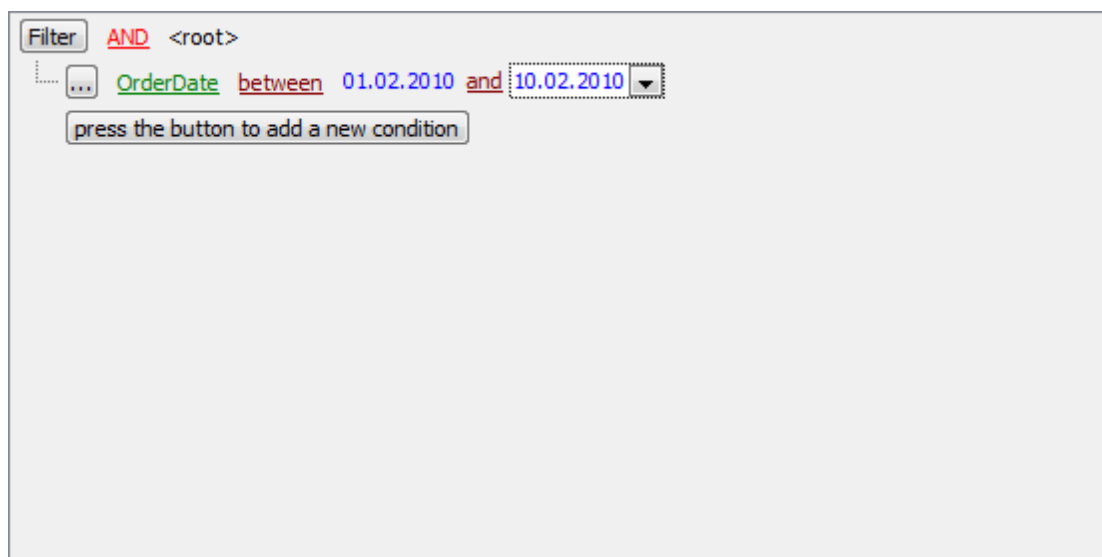 Filter AND <root>
... OrderDate between 01.02.2010 and 10.02.2010
press the button to add a new condition